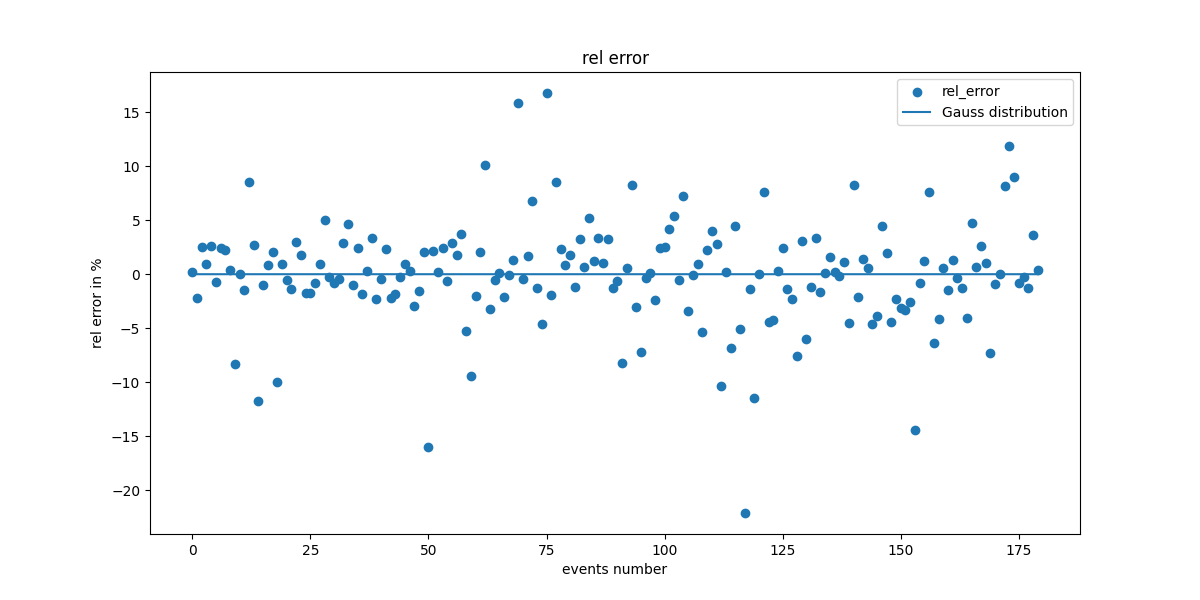 rel error
rel_error
Gauss distribution
15
10
5
0
−5
−10
−15
−20
rel error in %
0 25 50 75 100 125 150 175
events number